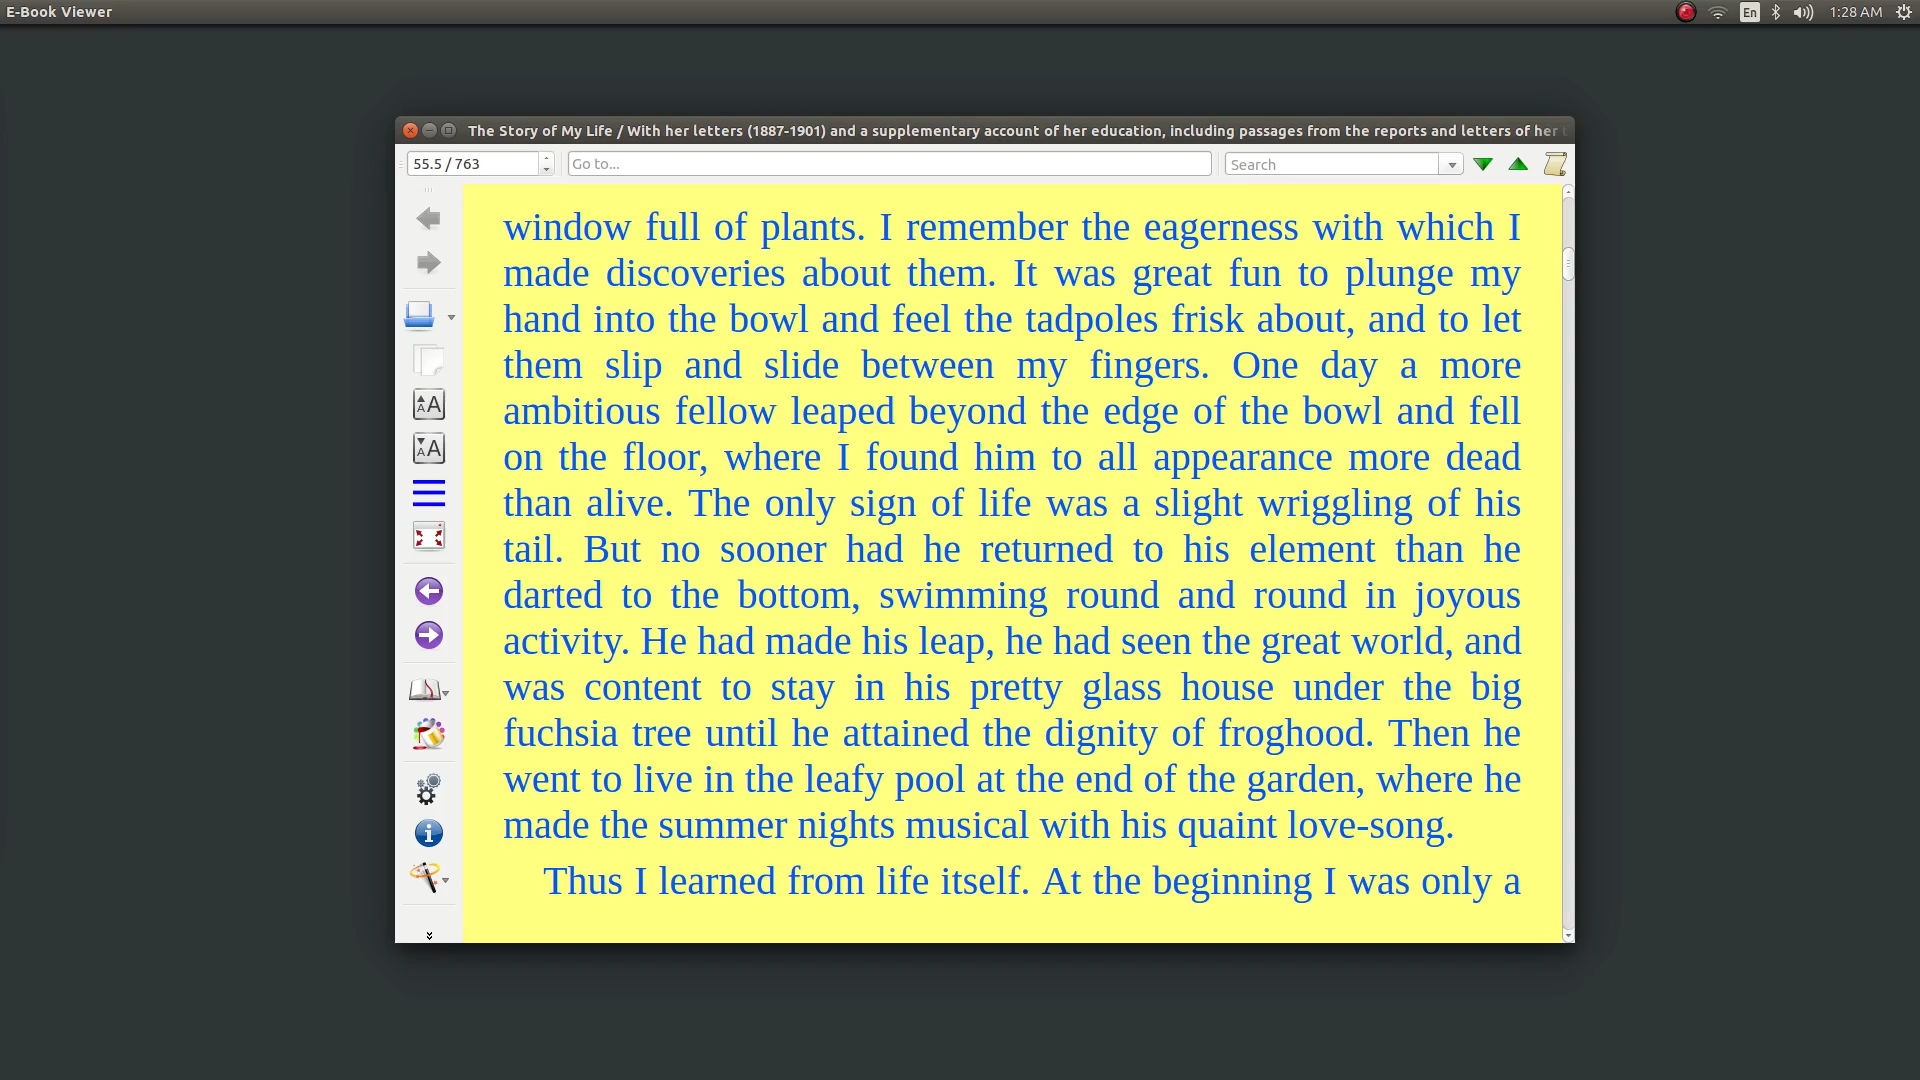 E-Book Viewer
En
1:28 AM
The Story of My Life / With her letters (1887-1901) and a supplementary account of her education, including passages from the reports and letters of her
55.5 / 763
Go to...
Search
window full of plants. I remember the eagerness with which I
made discoveries about them. It was great fun to plunge my
hand into the bowl and feel the tadpoles frisk about, and to let
them slip and slide between my fingers. One day a more
ambitious fellow leaped beyond the edge of the bowl and fell
on the floor, where I found him to all appearance more dead
than alive. The only sign of life was a slight wriggling of his
tail. But no sooner had he returned to his element than he
darted to the bottom, swimming round and round in joyous
activity. He had made his leap, he had seen the great world, and
was content to stay in his pretty glass house under the big
fuchsia tree until he attained the dignity of froghood. Then he
went to live in the leafy pool at the end of the garden, where he
made the summer nights musical with his quaint love-song.
Thus I learned from life itself. At the beginning I was only a